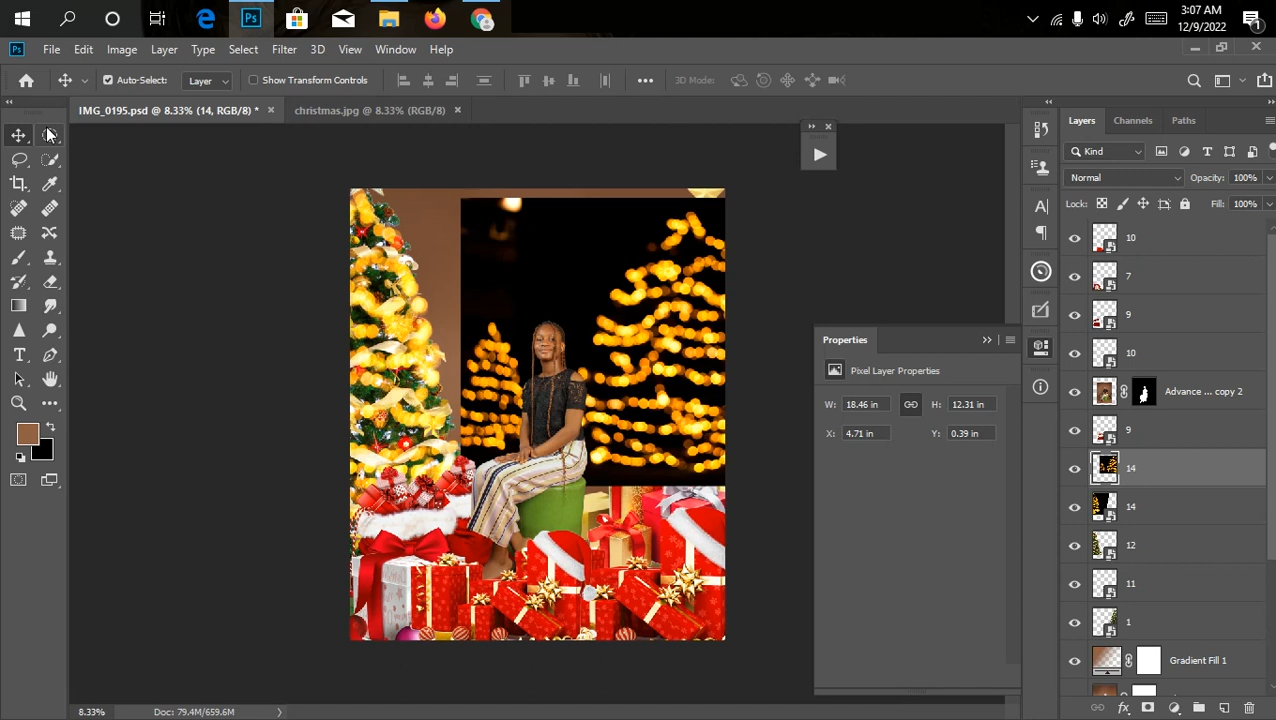 Ps
3:07 AM
12/9/2022
1
Ps File Edit Image Layer Type Select Filter 3D View Window Help
Auto-Select: Layer Show Transform Controls 3D Mode:
IMG_0195.psd @ 8.33% (14, RGB/8) * christmas.jpg @ 8.33% (RGB/8)
Layers Channels Paths
Kind
Normal Opacity: 100%
Lock: Fill: 100%
10
7
9
10
Advance ... copy 2
9
14
14
12
11
1
Gradient Fill 1
Properties
Pixel Layer Properties
W: 18.46 in H: 12.31 in
X: 4.71 in Y: 0.39 in
8.33% Doc: 79.4M/659.6M